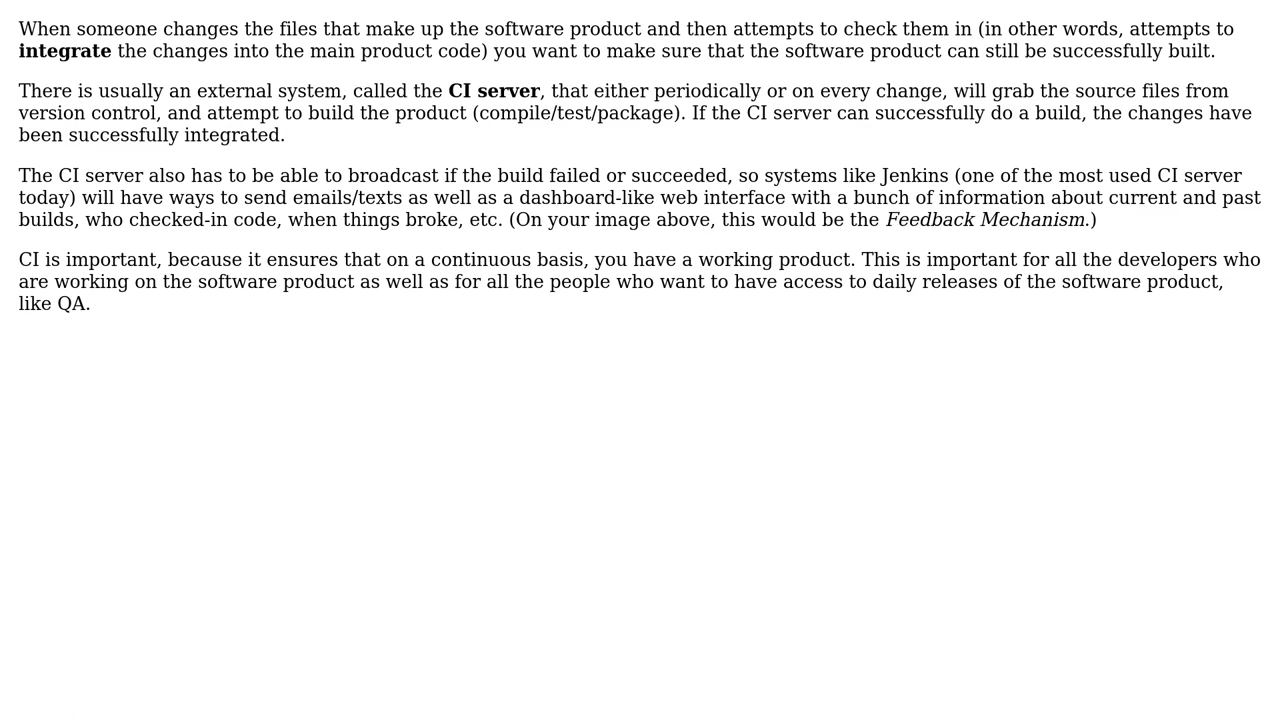 When someone changes the files that make up the software product and then attempts to check them in (in other words, attempts to
integrate the changes into the main product code) you want to make sure that the software product can still be successfully built.
There is usually an external system, called the CI server, that either periodically or on every change, will grab the source files from
version control, and attempt to build the product (compile/test/package). If the CI server can successfully do a build, the changes have
been successfully integrated.
The CI server also has to be able to broadcast if the build failed or succeeded, so systems like Jenkins (one of the most used CI server
today) will have ways to send emails/texts as well as a dashboard-like web interface with a bunch of information about current and past
builds, who checked-in code, when things broke, etc. (On your image above, this would be the Feedback Mechanism.)
CI is important, because it ensures that on a continuous basis, you have a working product. This is important for all the developers who
are working on the software product as well as for all the people who want to have access to daily releases of the software product,
like QA.